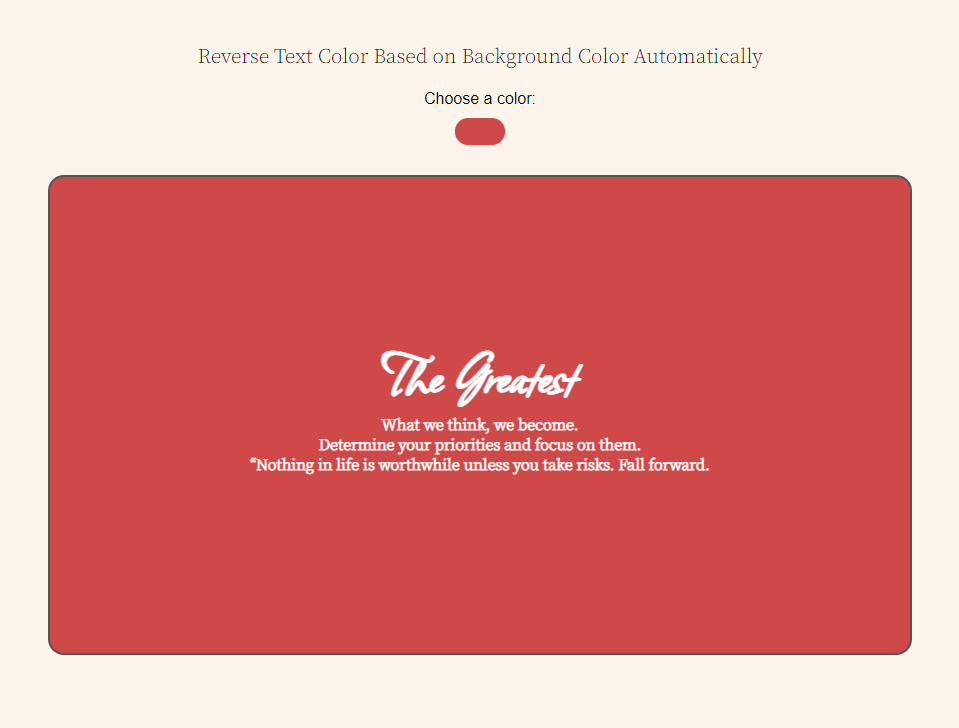 Reverse Text Color Based on Background Color Automatically
Choose a color:
The Greatest
What we think, we become.
Determine your priorities and focus on them.
“Nothing in life is worthwhile unless you take risks. Fall forward.